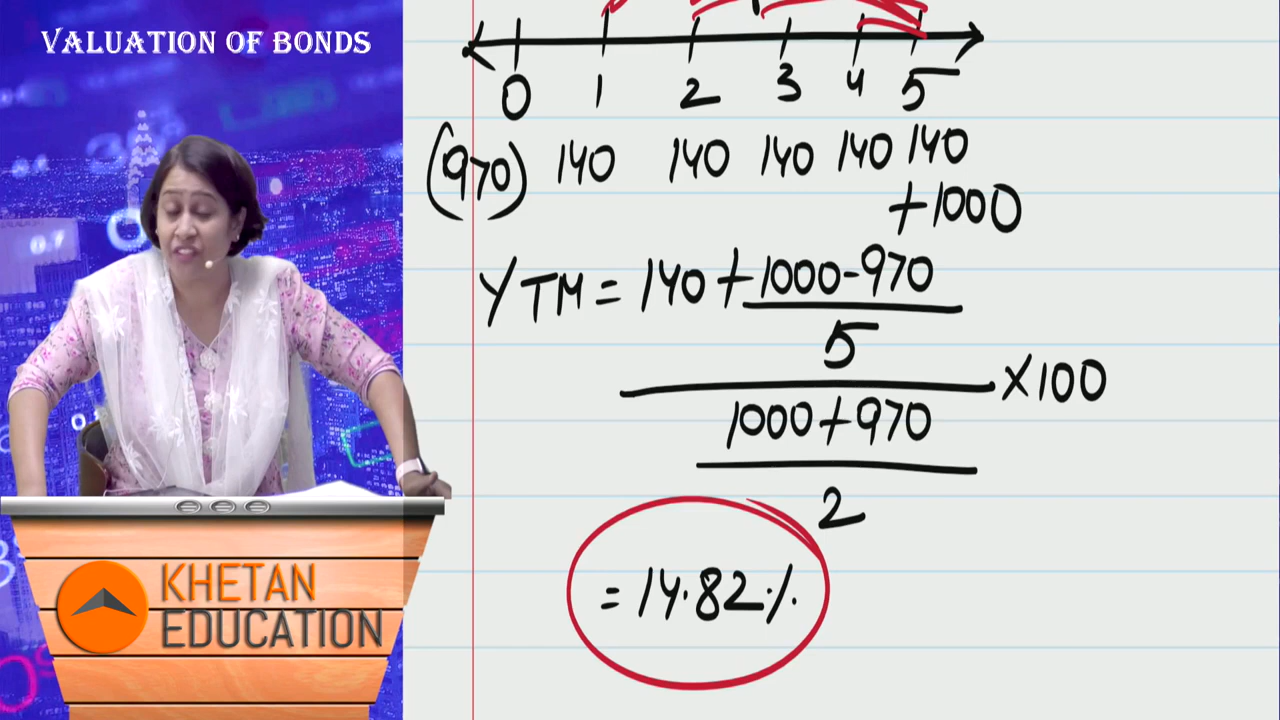 VALUATION OF BONDS
0 1 2 3 4 5
(970) 140 140 140 140 140
+1000
YTM = 140 + 1000-970
5
×100
1000+970
2
= 14.82%
KHETAN
EDUCATION